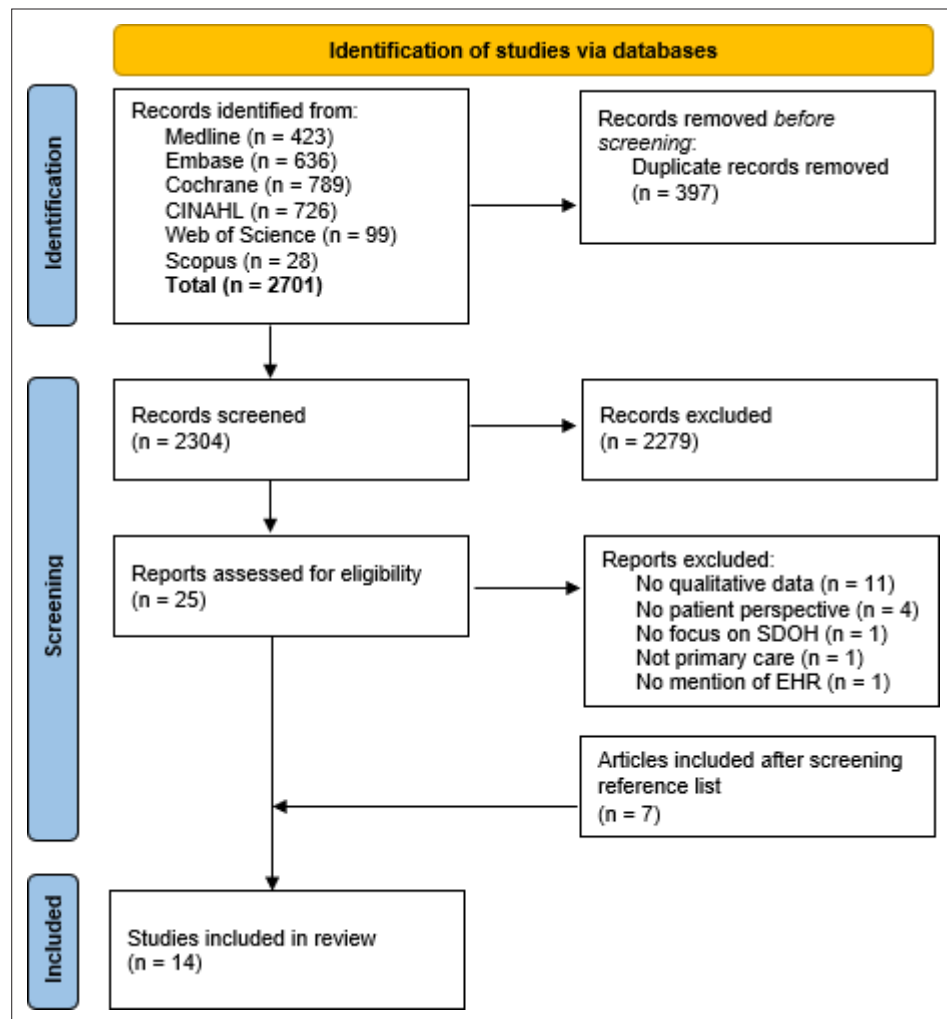 Identification of studies via databases
Identification
Records identified from:
Medline (n = 423)
Embase (n = 636)
Cochrane (n = 789)
CINAHL (n = 726)
Web of Science (n = 99)
Scopus (n = 28)
Total (n = 2701)
Records removed before
screening:
Duplicate records removed
(n = 397)
Screening
Records screened
(n = 2304)
Records excluded
(n = 2279)
Reports assessed for eligibility
(n = 25)
Reports excluded:
No qualitative data (n = 11)
No patient perspective (n = 4)
No focus on SDOH (n = 1)
Not primary care (n = 1)
No mention of EHR (n = 1)
Articles included after screening
reference list
(n = 7)
Included
Studies included in review
(n = 14)